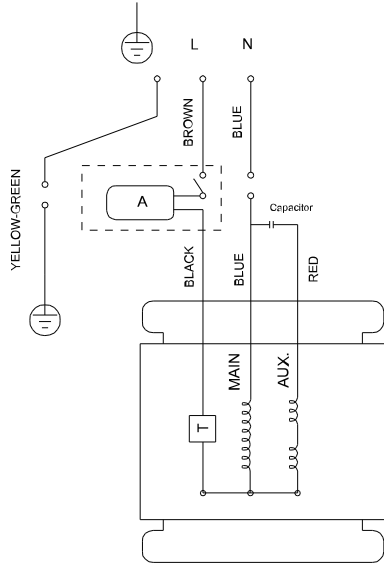 L
N
BROWN
BLUE
YELLOW-GREEN
A
Capacitor
BLACK
BLUE
RED
MAIN
AUX.
T